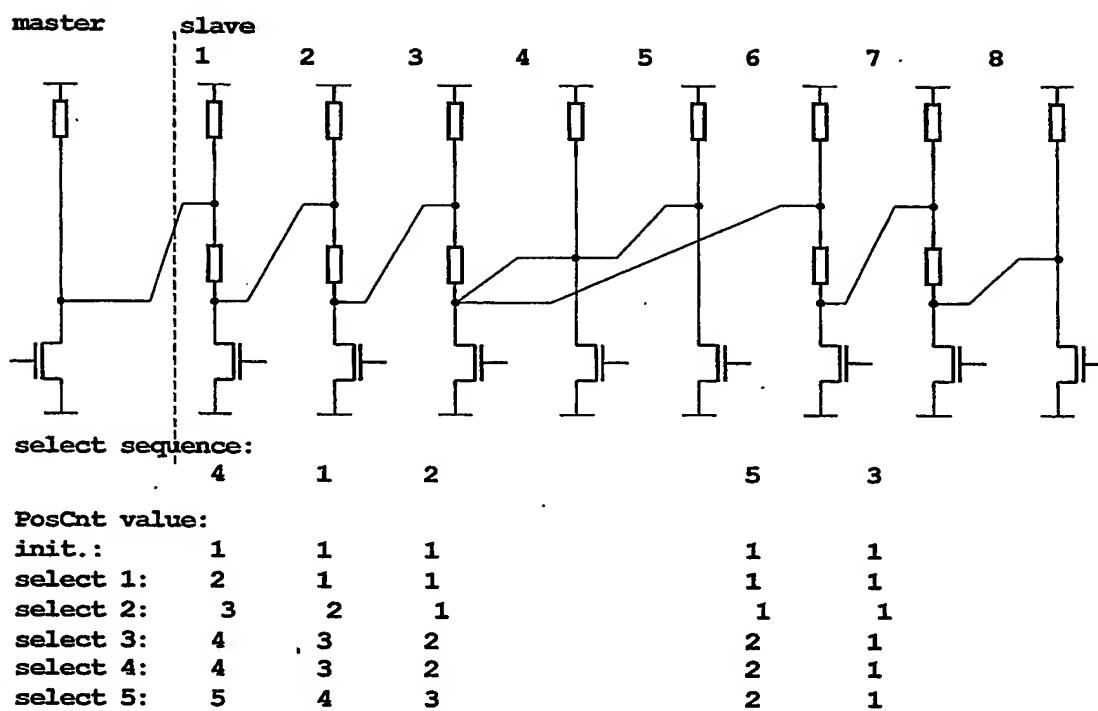 master slave
1 2 3 4 5 6 7 8
select sequence:
4 1 2 5 3
PosCnt value:
init.: 1 1 1 1 1
select 1: 2 1 1 1 1
select 2: 3 2 1 1 1
select 3: 4 3 2 2 1
select 4: 4 3 2 2 1
select 5: 5 4 3 2 1